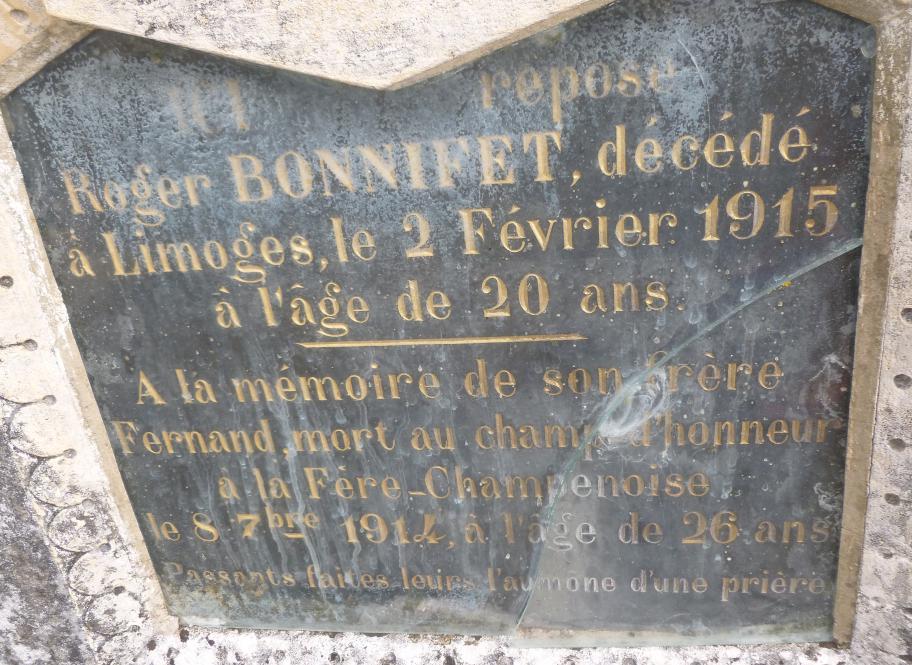 Ici repose
Roger BONNIFET, décédé
à Limoges, le 2 Février 1915
à l'âge de 20 ans.
A la mémoire de son frère
Fernand, mort au champ d'honneur
à la Fère-Champenoise
le 8 7bre 1914, à l'âge de 26 ans
Passants faites leurs l'aumône d'une prière